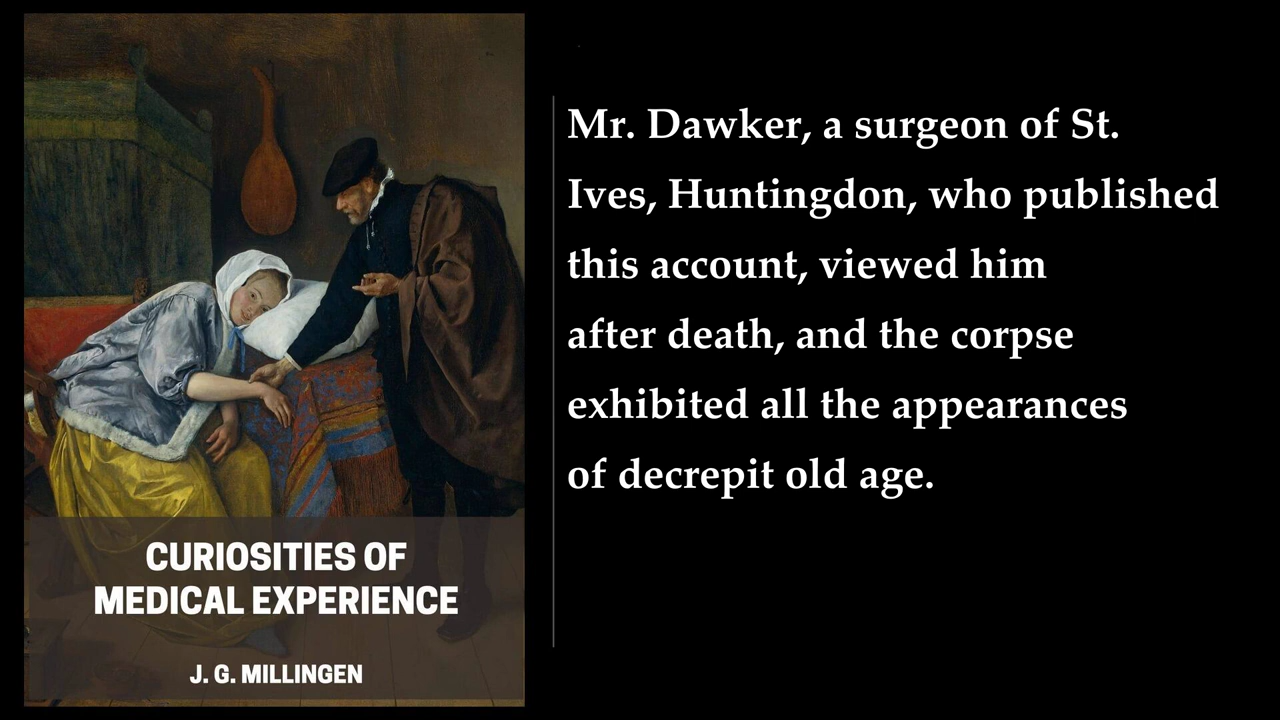 Mr. Dawker, a surgeon of St.
Ives, Huntingdon, who published
this account, viewed him
after death, and the corpse
exhibited all the appearances
of decrepit old age.
CURIOSITIES OF
MEDICAL EXPERIENCE
J. G. MILLINGEN